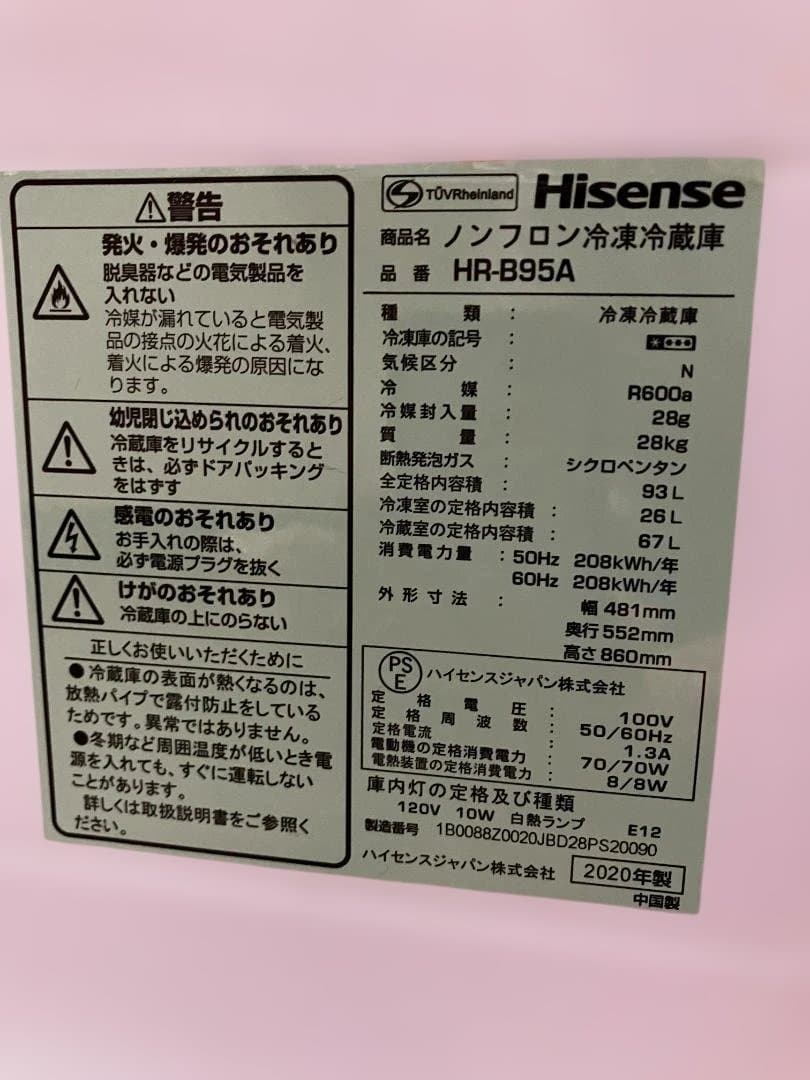 ⚠警告
発火・爆発のおそれあり
脱臭器などの電気製品を
入れない
冷媒が漏れていると電気製
品の接点の火花による着火、
着火による爆発の原因にな
ります。
幼児閉じ込められのおそれあり
冷蔵庫をリサイクルすると
きは、必ずドアパッキング
をはずす
感電のおそれあり
お手入れの際は、
必ず電源プラグを抜く
けがのおそれあり
冷蔵庫の上にのらない
正しくお使いいただくために
●冷蔵庫の表面が熱くなるのは、
放熱パイプで露付防止をしている
ためです。異常ではありません。
●冬期など周囲温度が低いとき電
源を入れても、すぐに運転しない
ことがあります。
詳しくは取扱説明書をご参照く
ださい。
TÜVRheinland Hisense
商品名 ノンフロン冷凍冷蔵庫
品番 HR-B95A
種類 : 冷凍冷蔵庫
冷凍庫の記号 :
気候区分 : N
冷媒 : R600a
冷媒封入量 : 28g
質量 : 28kg
断熱発泡ガス : シクロペンタン
全定格内容積 : 93L
冷凍室の定格内容積 : 26L
冷蔵室の定格内容積 : 67L
消費電力量 : 50Hz 208kWh/年
60Hz 208kWh/年
外形寸法 : 幅 481mm
奥行 552mm
高さ 860mm
PSE ハイセンスジャパン株式会社
定格電圧 : 100V
定格周波数 : 50/60Hz
定格電流 : 1.3A
電動機の定格消費電力 : 70/70W
電熱装置の定格消費電力 : 8/8W
庫内灯の定格及び種類
120V 10W 白熱ランプ E12
製造番号 1B0088Z0020JBD28PS20090
ハイセンスジャパン株式会社 2020年製
中国製